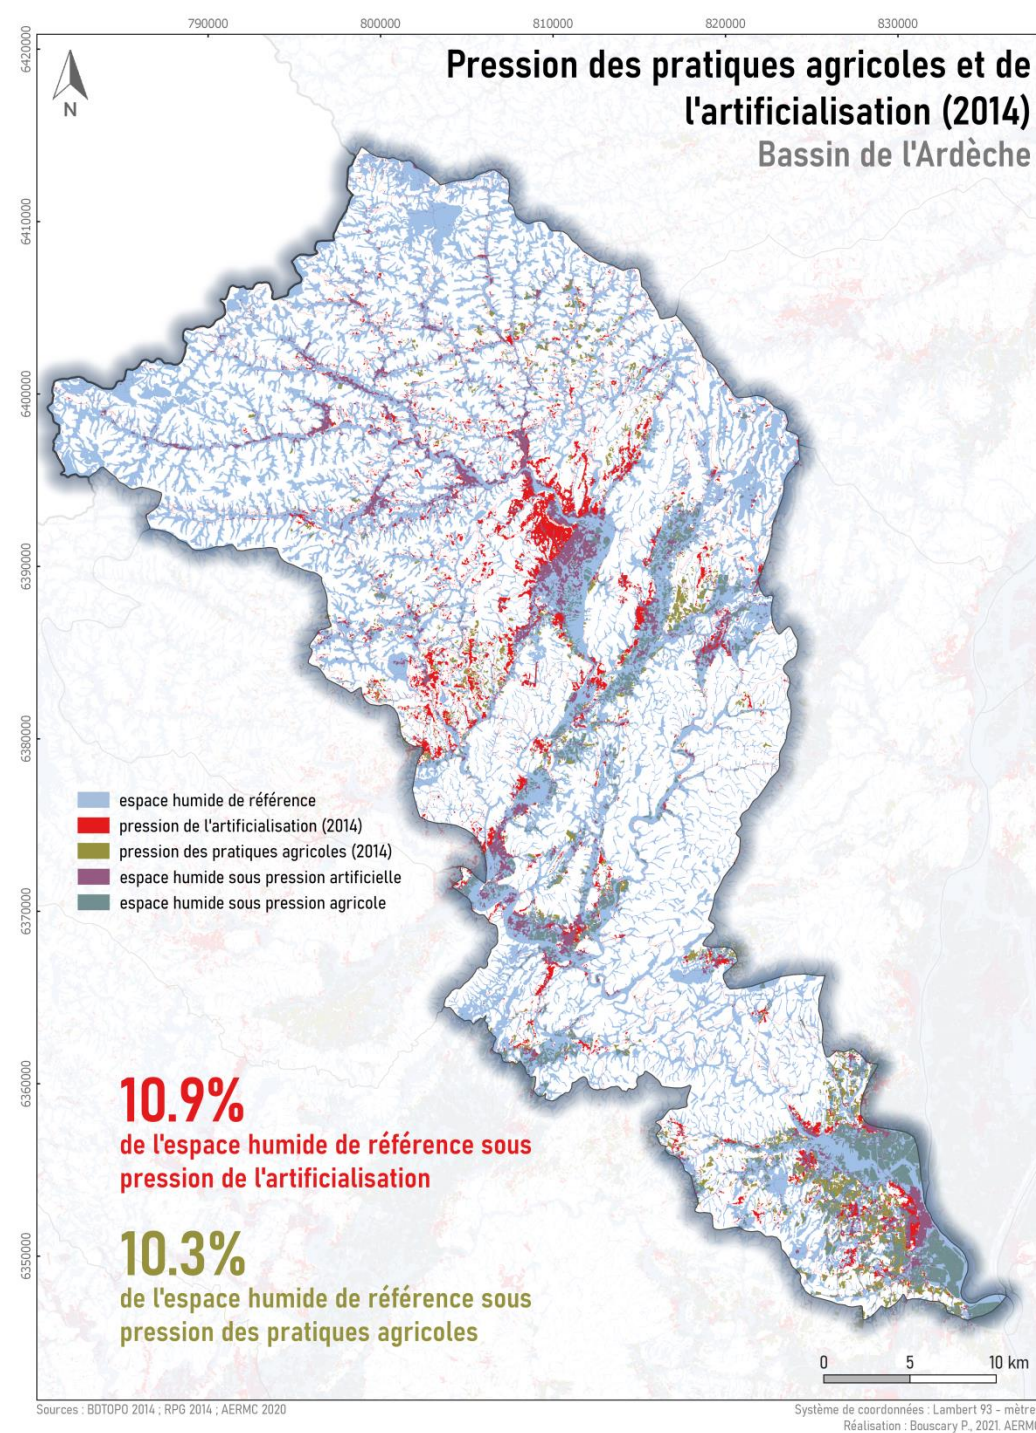 790000 800000 810000 820000 830000
6420000
6410000
6400000
6390000
6380000
6370000
6360000
6350000
N
Pression des pratiques agricoles et de
l'artificialisation (2014)
Bassin de l'Ardèche
espace humide de référence
pression de l'artificialisation (2014)
pression des pratiques agricoles (2014)
espace humide sous pression artificielle
espace humide sous pression agricole
10.9%
de l'espace humide de référence sous
pression de l'artificialisation
10.3%
de l'espace humide de référence sous
pression des pratiques agricoles
0 5 10 km
Sources : BDTOPO 2014 ; RPG 2014 ; AERMC 2020
Système de coordonnées : Lambert 93 - mètre
Réalisation : Bouscary P., 2021. AERMC